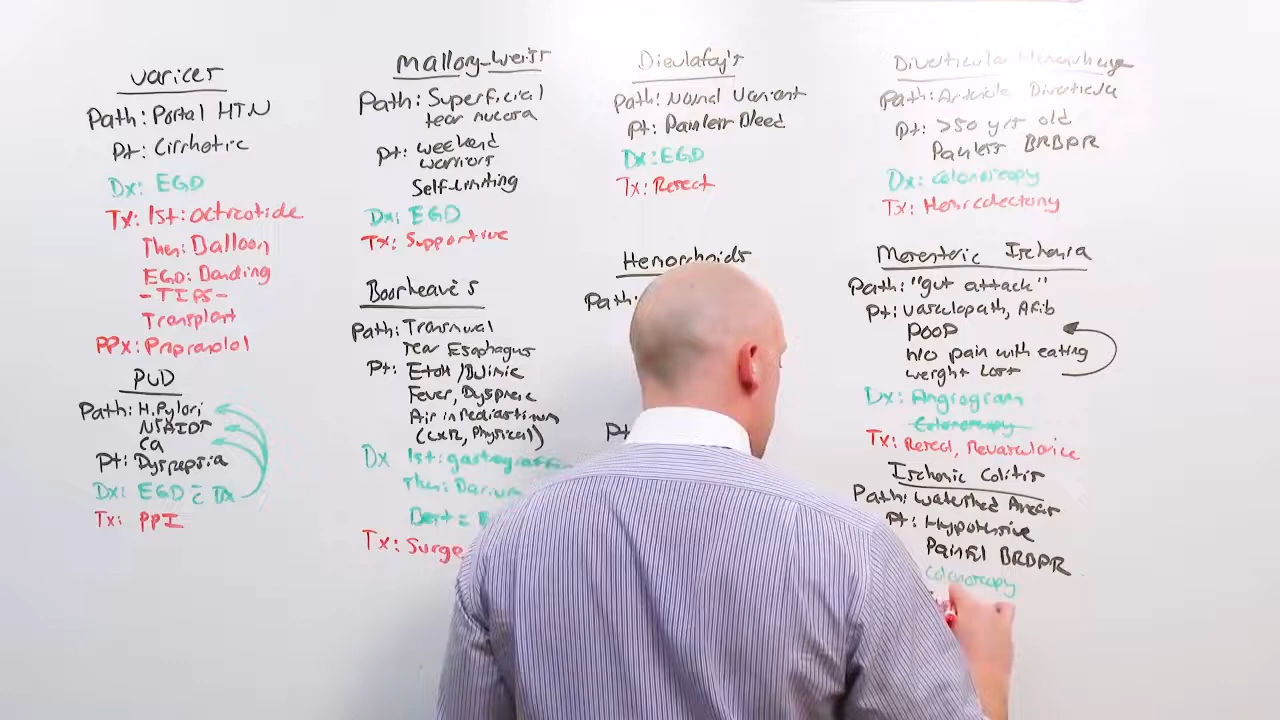 Varices
Path: Portal HTN
Pt: Cirrhotic
Dx: EGD
Tx: 1st: octreotide
Then: Balloon
EGD: Banding
- TIPS -
Transplant
PPx: Propranolol
PUD
Path: H. Pylori
NSAIDS
CA
Pt: Dyspepsia
Dx: EGD c̄ Bx
Tx: PPI
Mallory-Weiss
Path: Superficial
tear mucosa
Pt: weekend
warriors
Self-limiting
Dx: EGD
Tx: Supportive
Boerhaave's
Path: Transmural
Tear Esophagus
Pt: EtOH / Bulimic
Fever, Dyspneic
Air in mediastinum
(CXR, Physical)
Dx 1st: gastrograffin
Then: Barium
Best =
Tx: Surge
Dieulafoy's
Path: Normal Variant
Pt: Painless Bleed
Dx: EGD
Tx: Resect
Hemorrhoids
Path:
Pt
Diverticular Hemorrhage
Path: Arteriole Diverticula
Pt: >50 yrs old
Painless BRBPR
Dx: colonoscopy
Tx: Hemicolectomy
Mesenteric Ischemia
Path: "gut attack"
Pt: vasculopath, AFib
POOP
h/o pain with eating
weight loss
Dx: Angiogram
Colonoscopy
Tx: Resect, Revascularize
Ischemic Colitis
Path: Watershed Areas
Pt: Hypotensive
Painful BRBPR
Colonoscopy